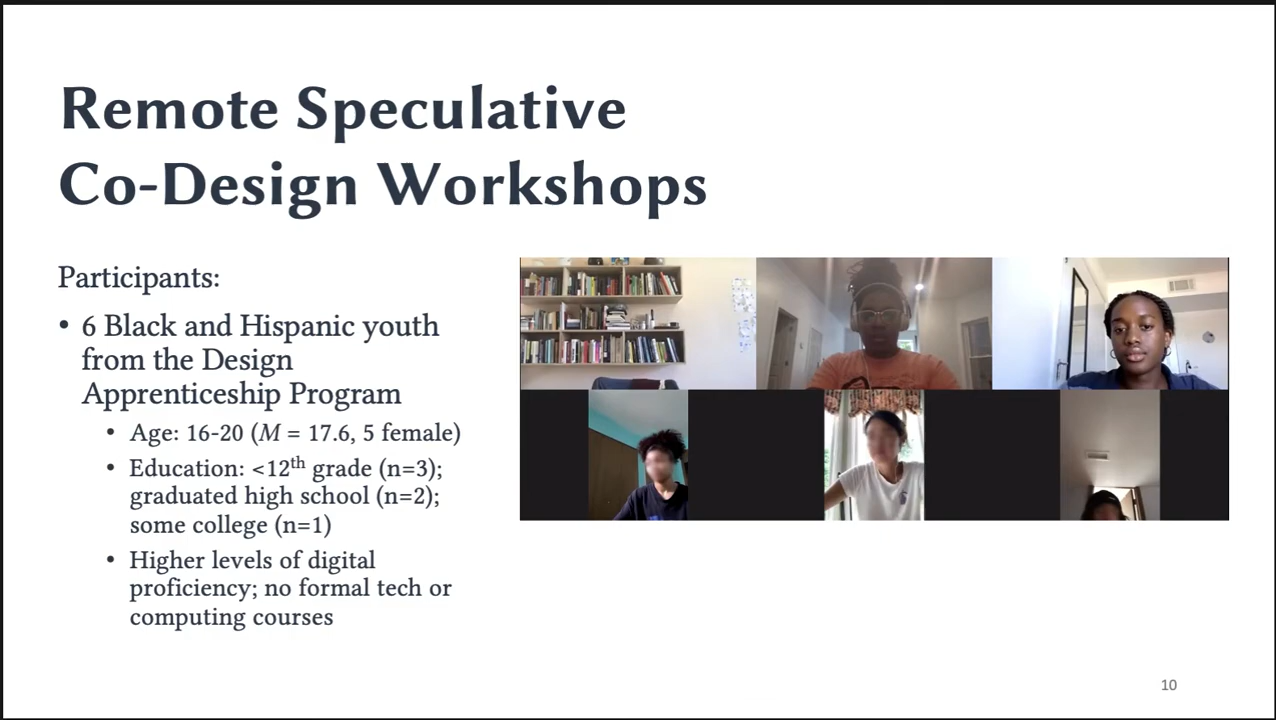 Remote Speculative
Co-Design Workshops
Participants:
• 6 Black and Hispanic youth
from the Design
Apprenticeship Program
• Age: 16-20 (M = 17.6, 5 female)
• Education: <12th grade (n=3);
graduated high school (n=2);
some college (n=1)
• Higher levels of digital
proficiency; no formal tech or
computing courses
10